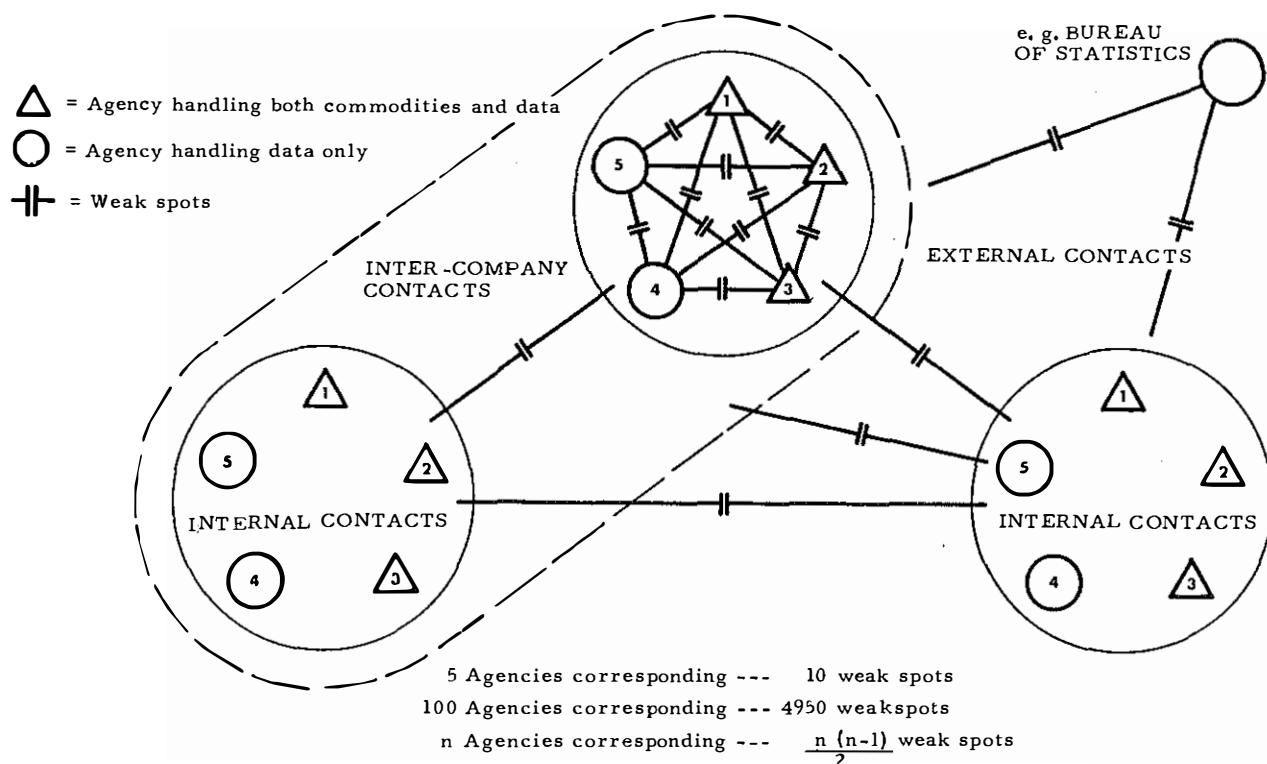 e. g. BUREAU
OF STATISTICS
= Agency handling both commodities and data
= Agency handling data only
= Weak spots
1
2
3
4
5
INTER-COMPANY
CONTACTS
EXTERNAL CONTACTS
1
2
3
4
5
INTERNAL CONTACTS
1
2
3
4
5
INTERNAL CONTACTS
5 Agencies corresponding --- 10 weak spots
100 Agencies corresponding --- 4950 weakspots
n Agencies corresponding --- n (n-1) weak spots
2